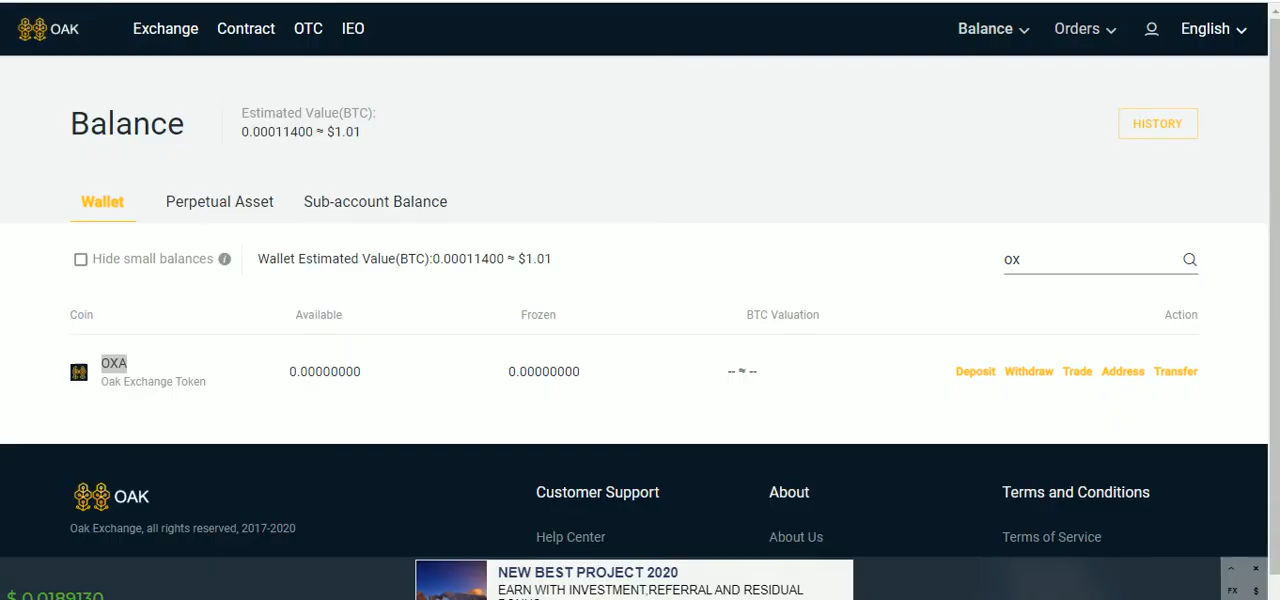 OAK Exchange Contract OTC IEO Balance Orders English
Balance
Estimated Value(BTC):
0.00011400 ≈ $1.01
HISTORY
Wallet Perpetual Asset Sub-account Balance
Hide small balances i Wallet Estimated Value(BTC):0.00011400 ≈ $1.01 ox
Coin Available Frozen BTC Valuation Action
OXA
Oak Exchange Token
0.00000000 0.00000000 -- ≈ -- Deposit Withdraw Trade Address Transfer
OAK
Oak Exchange, all rights reserved, 2017-2020
Customer Support About Terms and Conditions
Help Center About Us Terms of Service
NEW BEST PROJECT 2020
EARN WITH INVESTMENT,REFERRAL AND RESIDUAL
$ 0.0189130
FX $